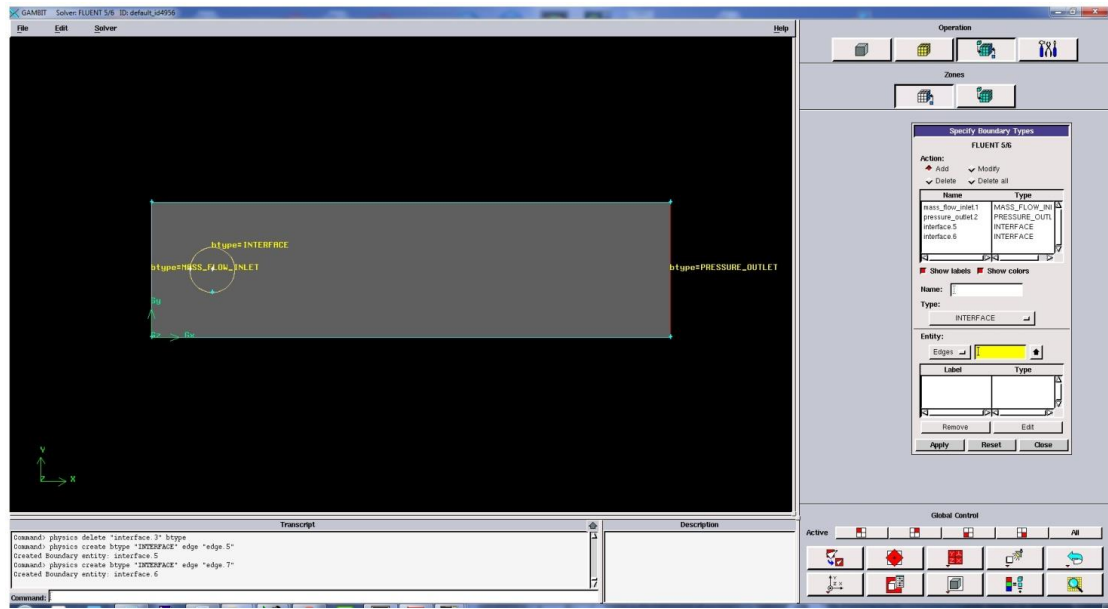 GAMBIT Solver: FLUENT 5/6 ID: default_id4956
File Edit Solver Help
btype=INTERFACE
btype=MASS_FLOW_INLET
btype=PRESSURE_OUTLET
Gy
Gx
Y
Z X
Operation
Zones
Specify Boundary Types
FLUENT 5/6
Action:
Add Modify
Delete Delete all
Name Type
mass_flow_inlet.1 MASS_FLOW_INI
pressure_outlet.2 PRESSURE_OUTL
interface.5 INTERFACE
interface.6 INTERFACE
Show labels Show colors
Name:
Type:
INTERFACE
Entity:
Edges
Label Type
Remove Edit
Apply Reset Close
Transcript
Command> physics delete "interface.3" btype
Command> physics create btype "INTERFACE" edge "edge.5"
Created Boundary entity: interface.5
Command> physics create btype "INTERFACE" edge "edge.7"
Created Boundary entity: interface.6
Command:
Description
Global Control
Active All